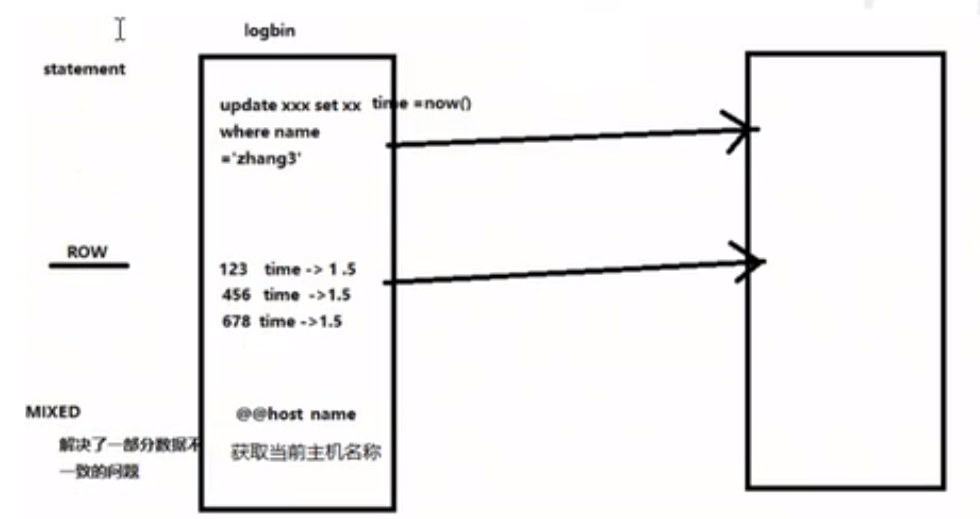 logbin
statement
update xxx set xx time =now()
where name
='zhang3'
ROW
123 time -> 1 .5
456 time ->1.5
678 time ->1.5
MIXED
@@host name
解决了一部分数据不
一致的问题
获取当前主机名称